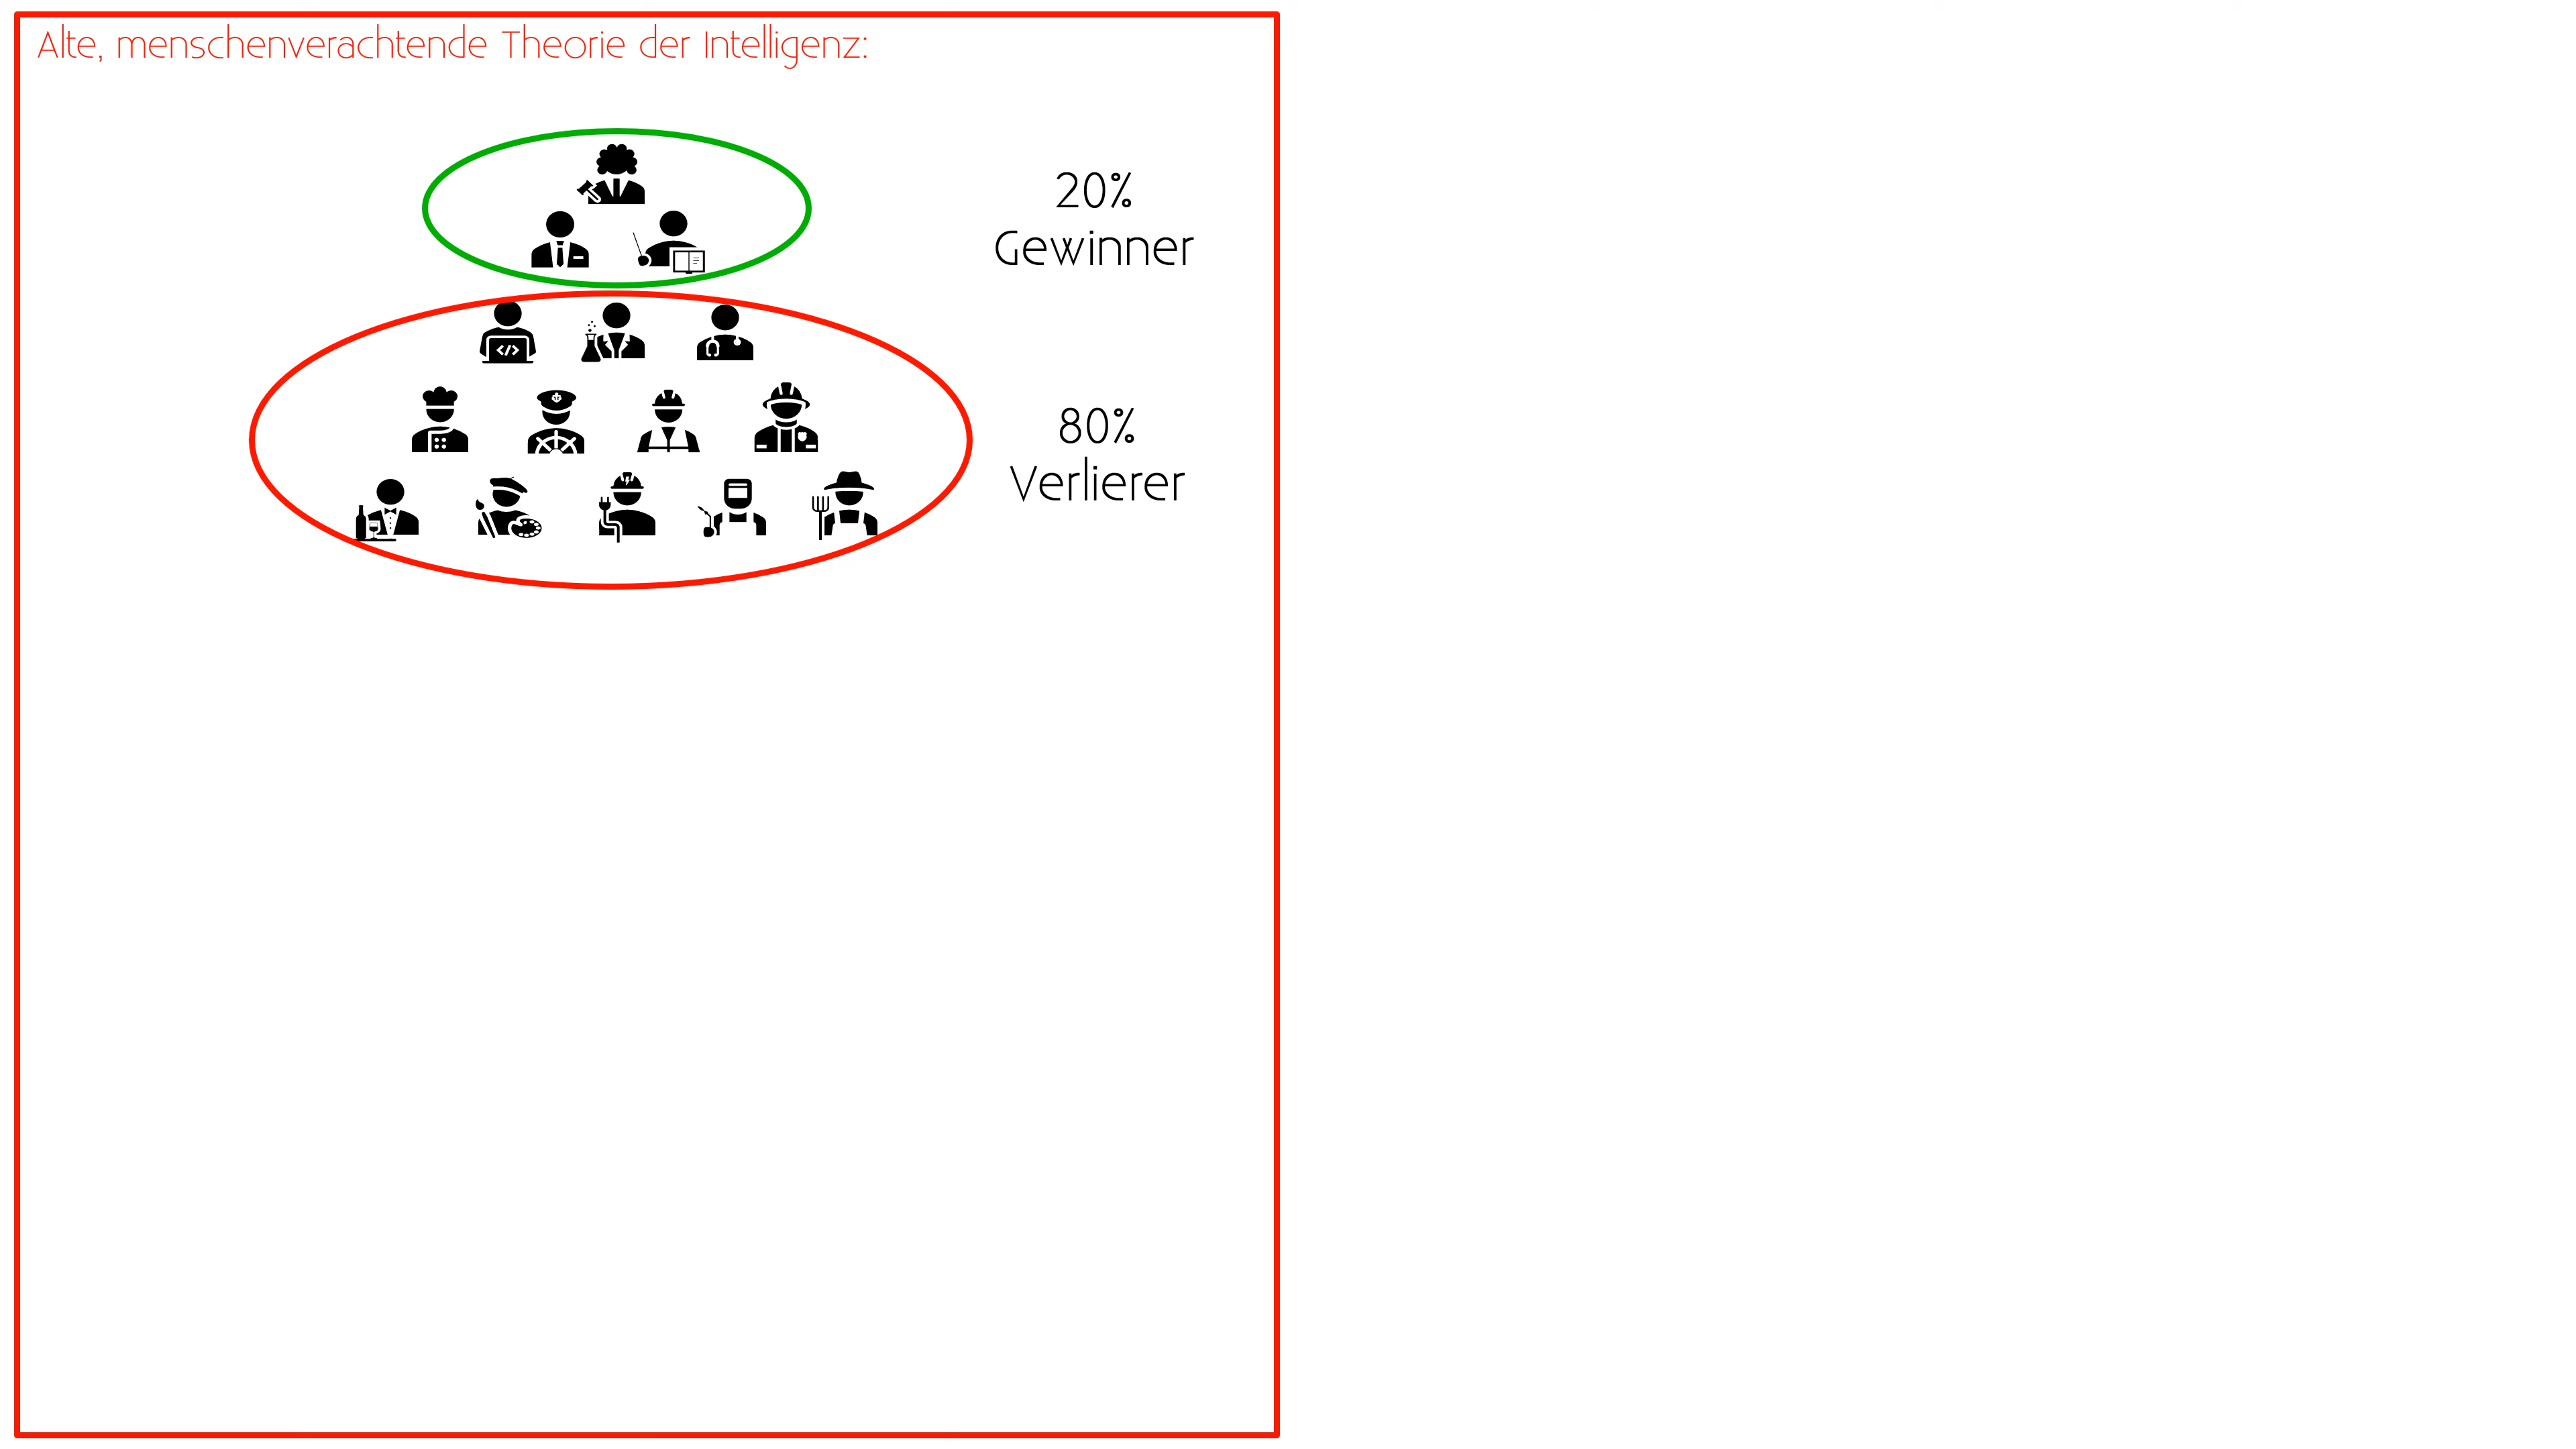 Alte, menschenverachtende Theorie der Intelligenz:
20%
Gewinner
80%
Verlierer